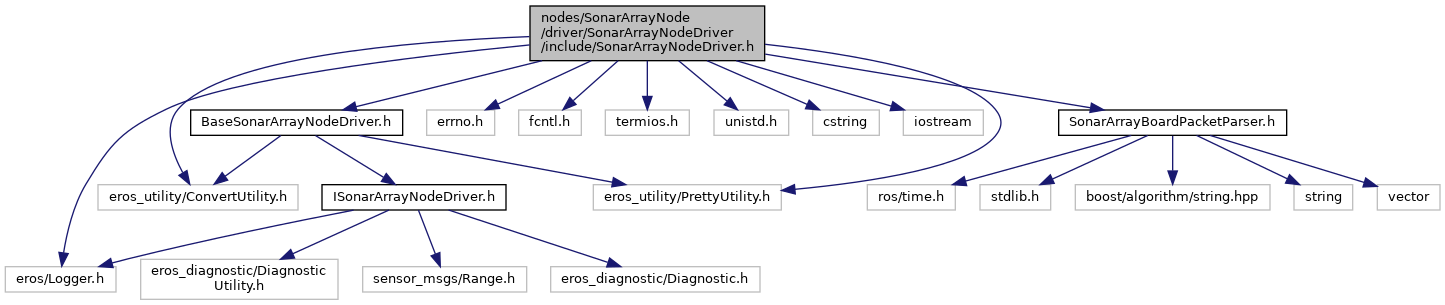 nodes/SonarArrayNode
/driver/SonarArrayNodeDriver
/include/SonarArrayNodeDriver.h
BaseSonarArrayNodeDriver.h
errno.h
fcntl.h
termios.h
unistd.h
cstring
iostream
SonarArrayBoardPacketParser.h
eros_utility/ConvertUtility.h
ISonarArrayNodeDriver.h
eros_utility/PrettyUtility.h
ros/time.h
stdlib.h
boost/algorithm/string.hpp
string
vector
eros/Logger.h
eros_diagnostic/Diagnostic
Utility.h
sensor_msgs/Range.h
eros_diagnostic/Diagnostic.h